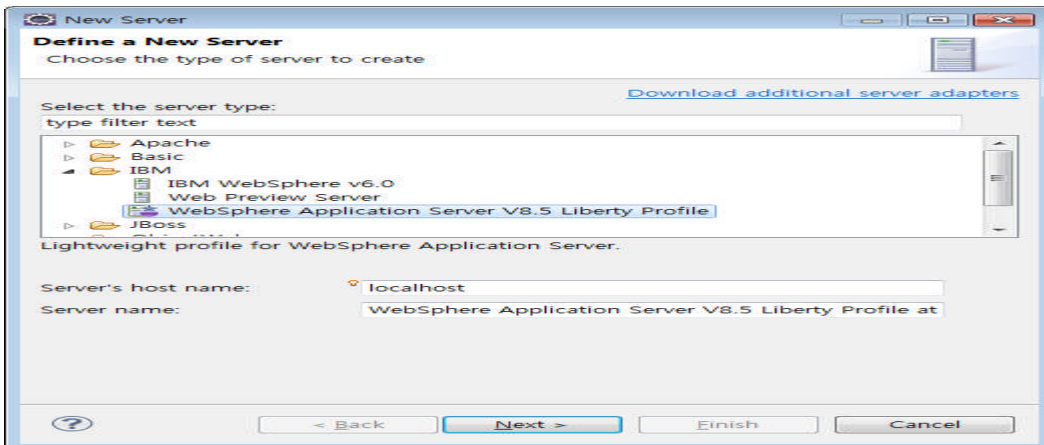 New Server
Define a New Server
Choose the type of server to create
Download additional server adapters
Select the server type:
type filter text
Apache
Basic
IBM
IBM WebSphere v6.0
Web Preview Server
WebSphere Application Server V8.5 Liberty Profile
JBoss
Lightweight profile for WebSphere Application Server.
Server's host name: localhost
Server name: WebSphere Application Server V8.5 Liberty Profile at
? < Back Next > Finish Cancel